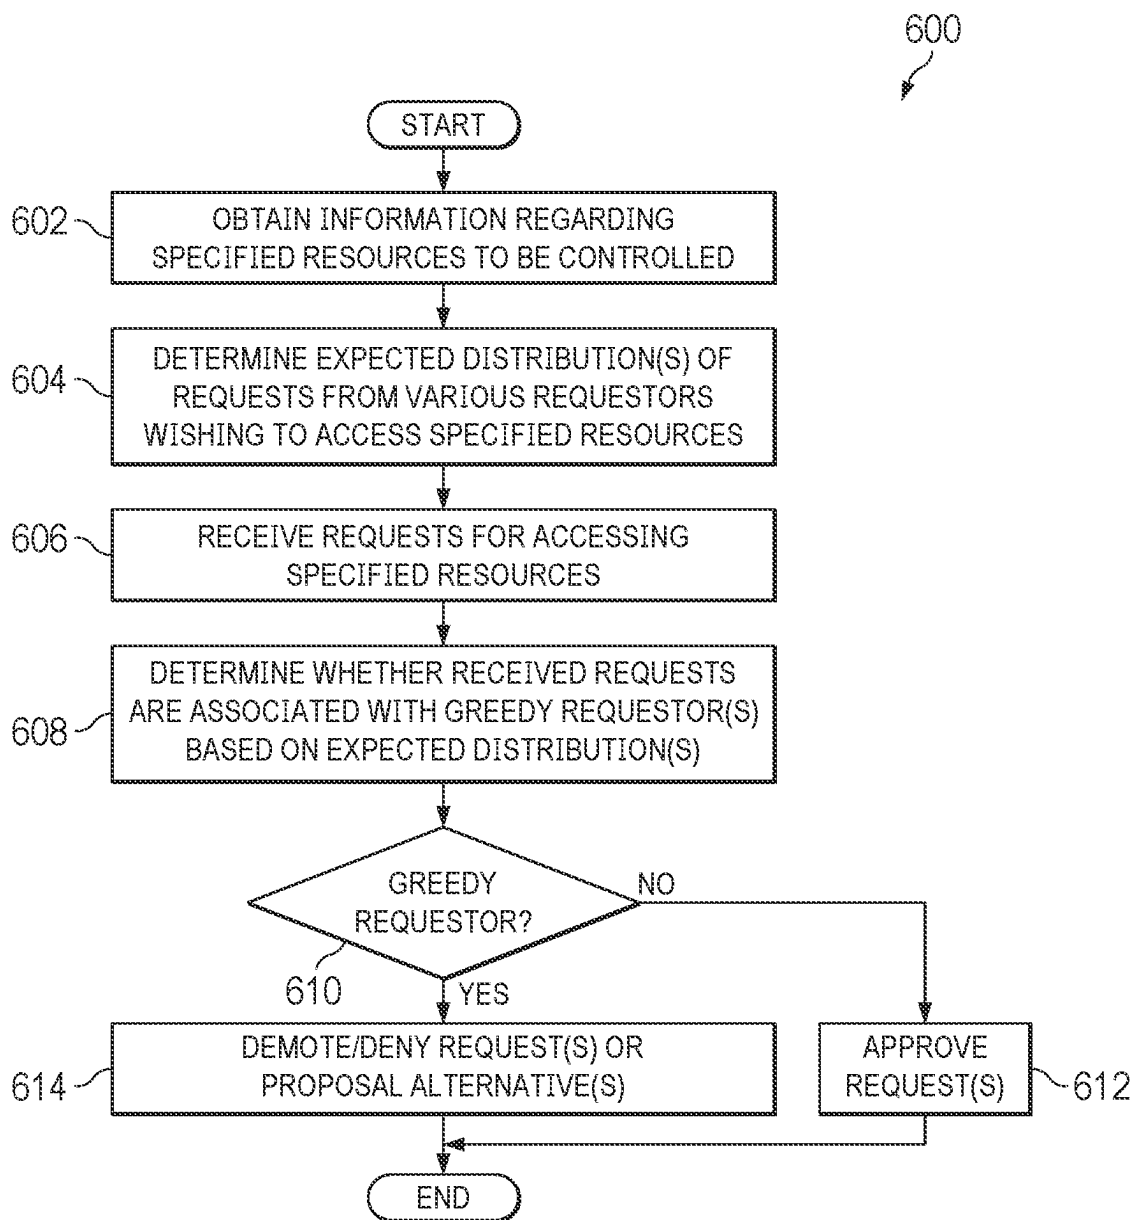 600
START
602
OBTAIN INFORMATION REGARDING
SPECIFIED RESOURCES TO BE CONTROLLED
604
DETERMINE EXPECTED DISTRIBUTION(S) OF
REQUESTS FROM VARIOUS REQUESTORS
WISHING TO ACCESS SPECIFIED RESOURCES
606
RECEIVE REQUESTS FOR ACCESSING
SPECIFIED RESOURCES
608
DETERMINE WHETHER RECEIVED REQUESTS
ARE ASSOCIATED WITH GREEDY REQUESTOR(S)
BASED ON EXPECTED DISTRIBUTION(S)
GREEDY
REQUESTOR?
NO
610
YES
614
DEMOTE/DENY REQUEST(S) OR
PROPOSAL ALTERNATIVE(S)
APPROVE
REQUEST(S)
612
END